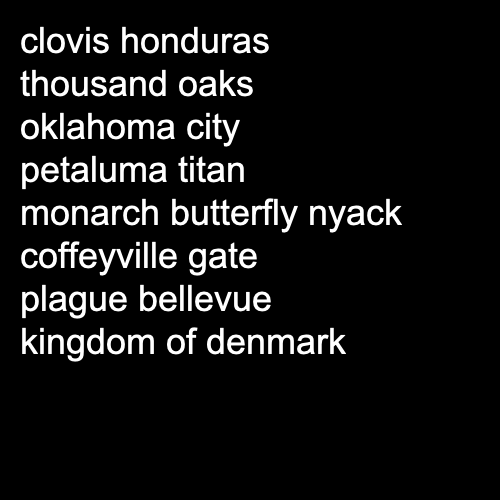 clovis honduras
thousand oaks
oklahoma city
petaluma titan
monarch butterfly nyack
coffeyville gate
plague bellevue
kingdom of denmark